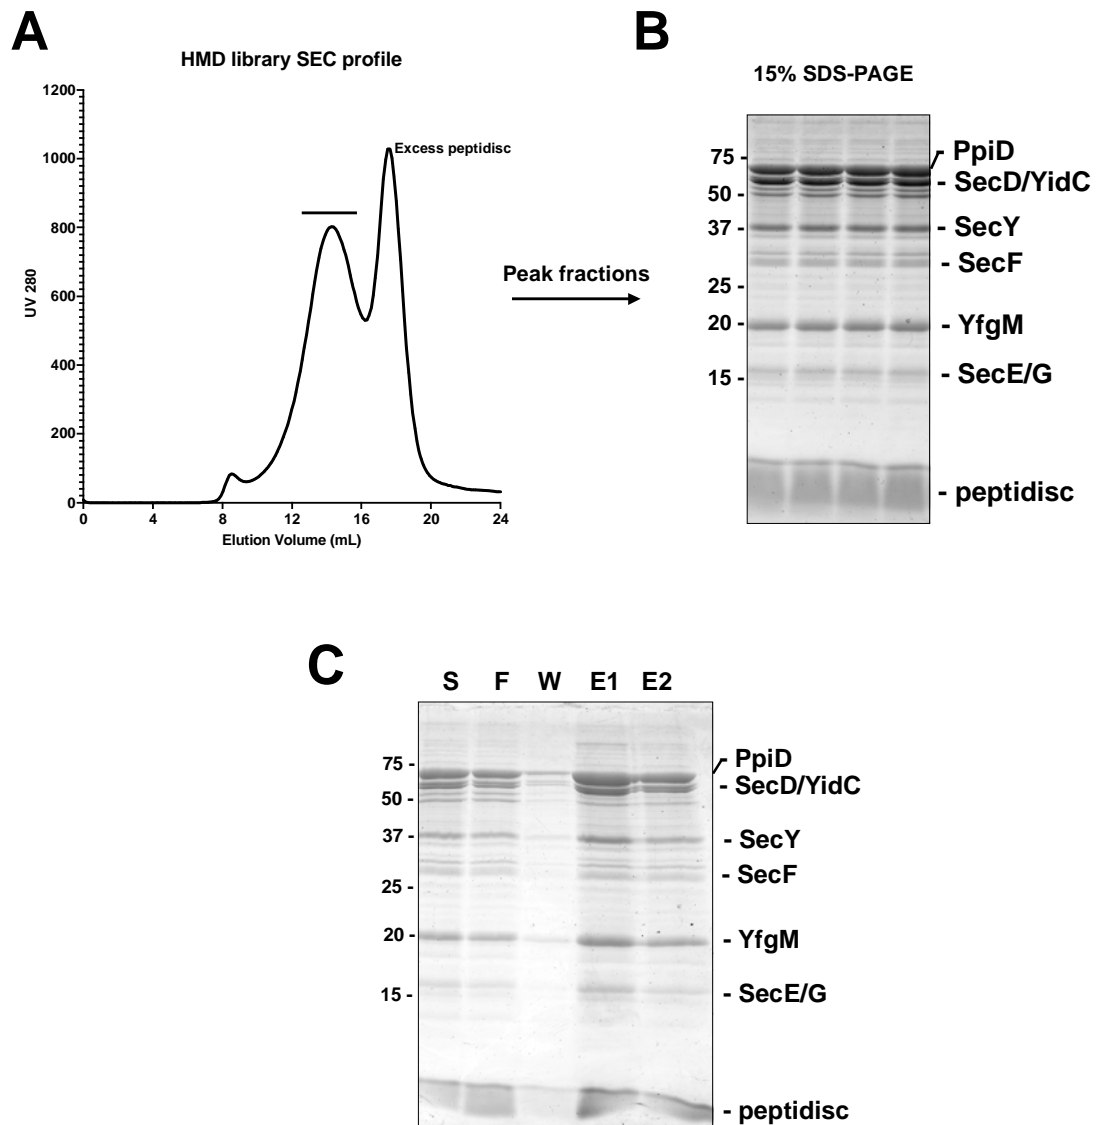 A
HMD library SEC profile
1200
1000
800
600
400
200
0
UV 280
Excess peptidisc
0 4 8 12 16 20 24
Elution Volume (mL)
Peak fractions
B
15% SDS-PAGE
75 -
50 -
37 -
25 -
20 -
15 -
- PpiD
- SecD/YidC
- SecY
- SecF
- YfgM
- SecE/G
- peptidisc
C
S F W E1 E2
75 -
50 -
37 -
25 -
20 -
15 -
- PpiD
- SecD/YidC
- SecY
- SecF
- YfgM
- SecE/G
- peptidisc